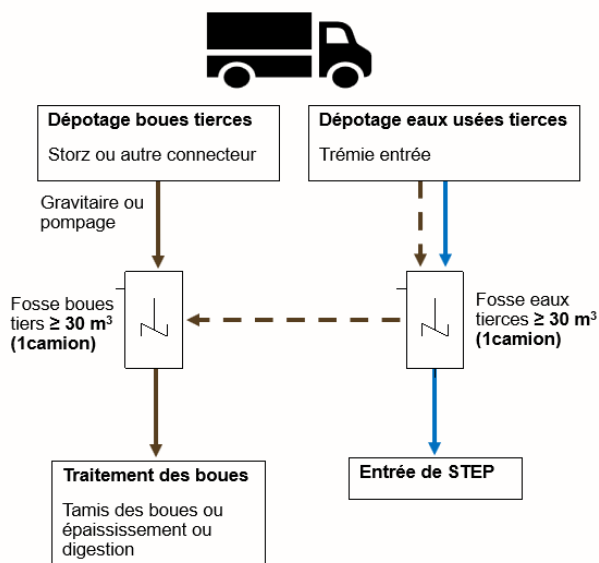 Dépotage boues tierces
Storz ou autre connecteur
Dépotage eaux usées tierces
Trémie entrée
Gravitaire ou
pompage
Fosse boues
tiers ≥ 30 m³
(1camion)
Fosse eaux
tierces ≥ 30 m³
(1camion)
Traitement des boues
Tamis des boues ou
épaississement ou
digestion
Entrée de STEP